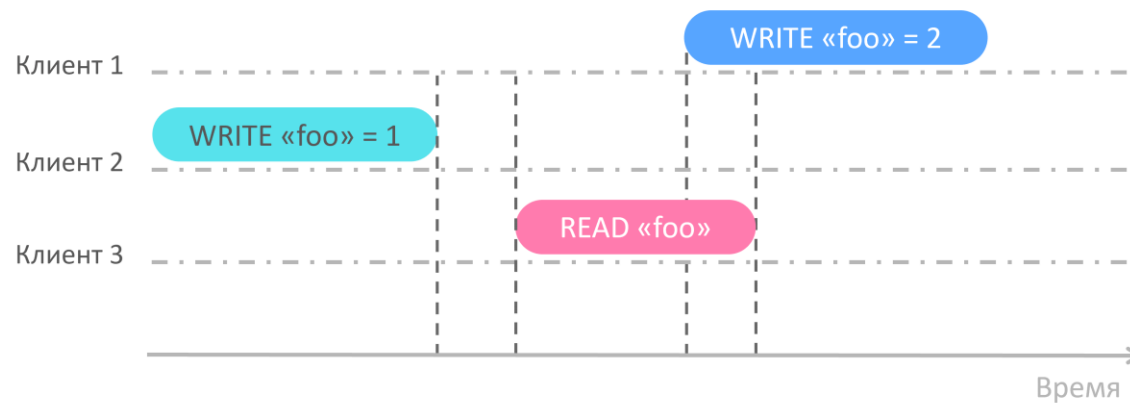 WRITE «foo» = 2
Клиент 1
WRITE «foo» = 1
Клиент 2
READ «foo»
Клиент 3
Время